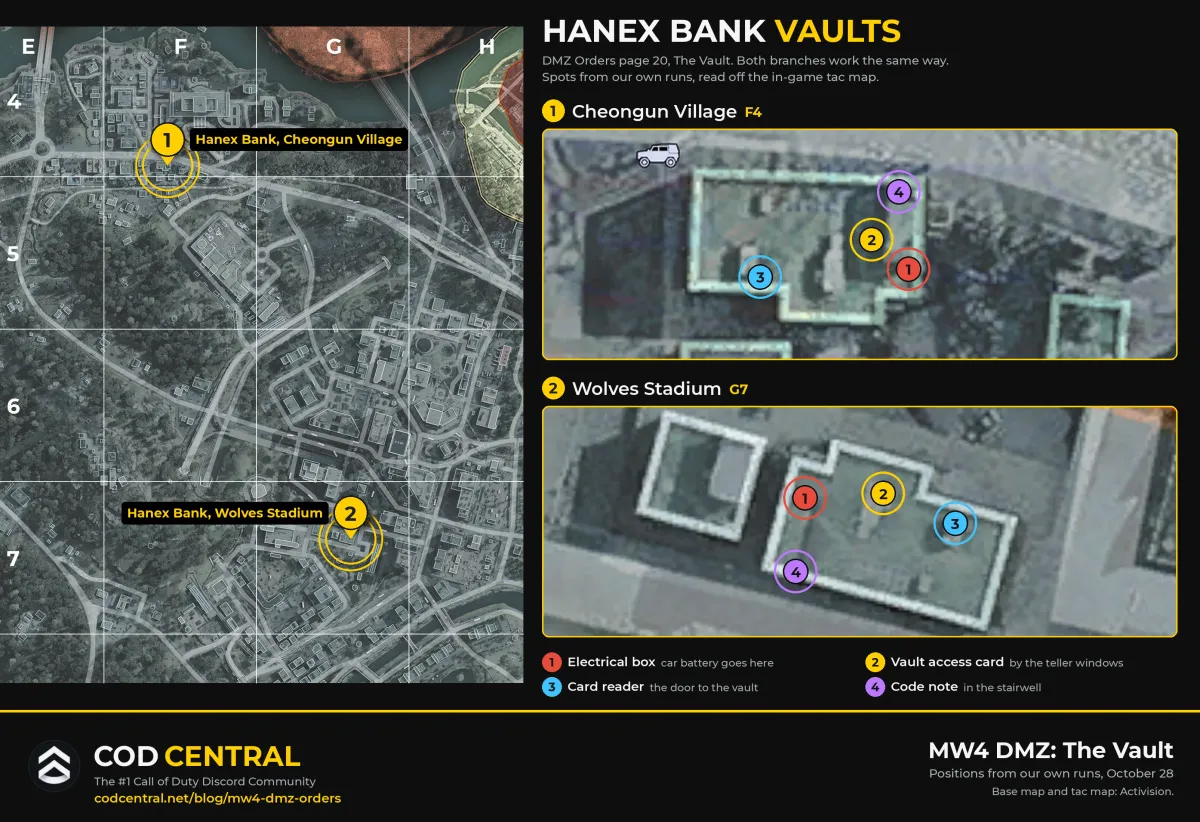 E
F
G
H
4
5
6
7
1
Hanex Bank, Cheongun Village
Hanex Bank, Wolves Stadium
2
HANEX BANK VAULTS
DMZ Orders page 20, The Vault. Both branches work the same way.
Spots from our own runs, read off the in-game tac map.
1 Cheongun Village F4
4
2
1
3
2 Wolves Stadium G7
1
2
3
4
1 Electrical box car battery goes here
2 Vault access card by the teller windows
3 Card reader the door to the vault
4 Code note in the stairwell
COD CENTRAL
The #1 Call of Duty Discord Community
codcentral.net/blog/mw4-dmz-orders
MW4 DMZ: The Vault
Positions from our own runs, October 28
Base map and tac map: Activision.